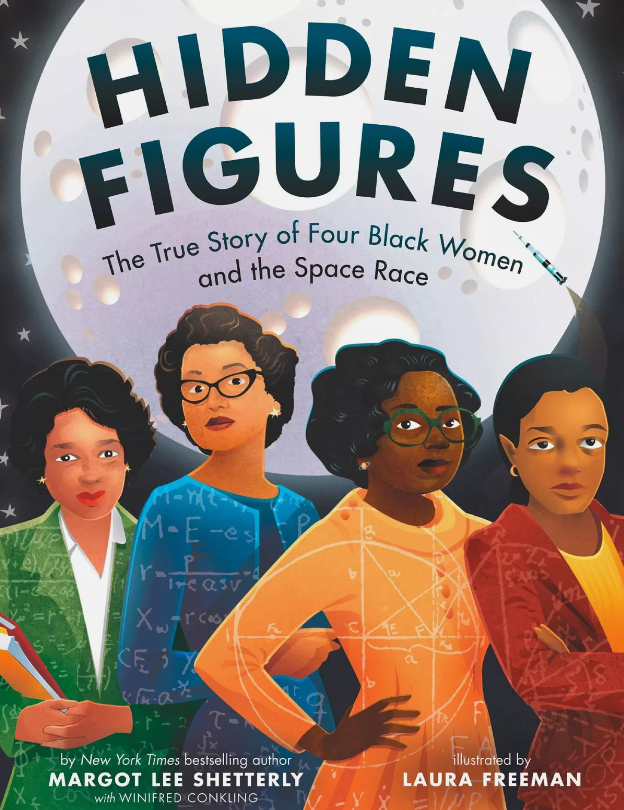 HIDDEN
FIGURES
The True Story of Four Black Women
and the Space Race
M-E-esp
by New York Times bestselling author
MARGOT LEE SHETTERLY
with WINIFRED CONKLING
illustrated by
LAURA FREEMAN